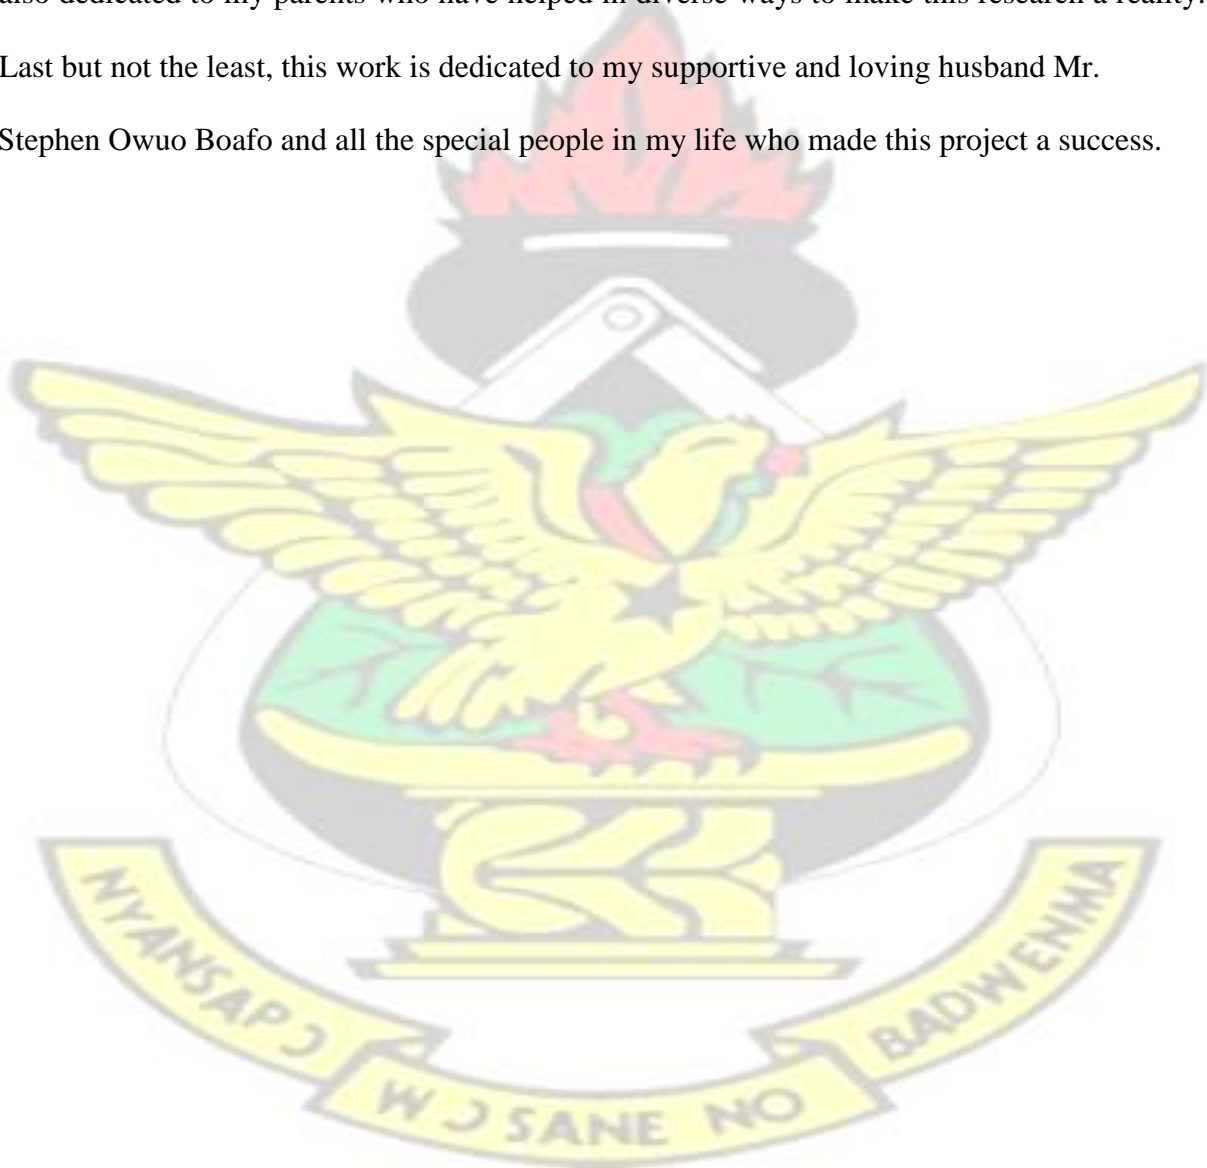 also dedicated to my parents who have helped in diverse ways to make this research a reality.
Last but not the least, this work is dedicated to my supportive and loving husband Mr.
Stephen Owuo Boafo and all the special people in my life who made this project a success.
NYANSAPƆ
WƆSANE NO
BADWENMA